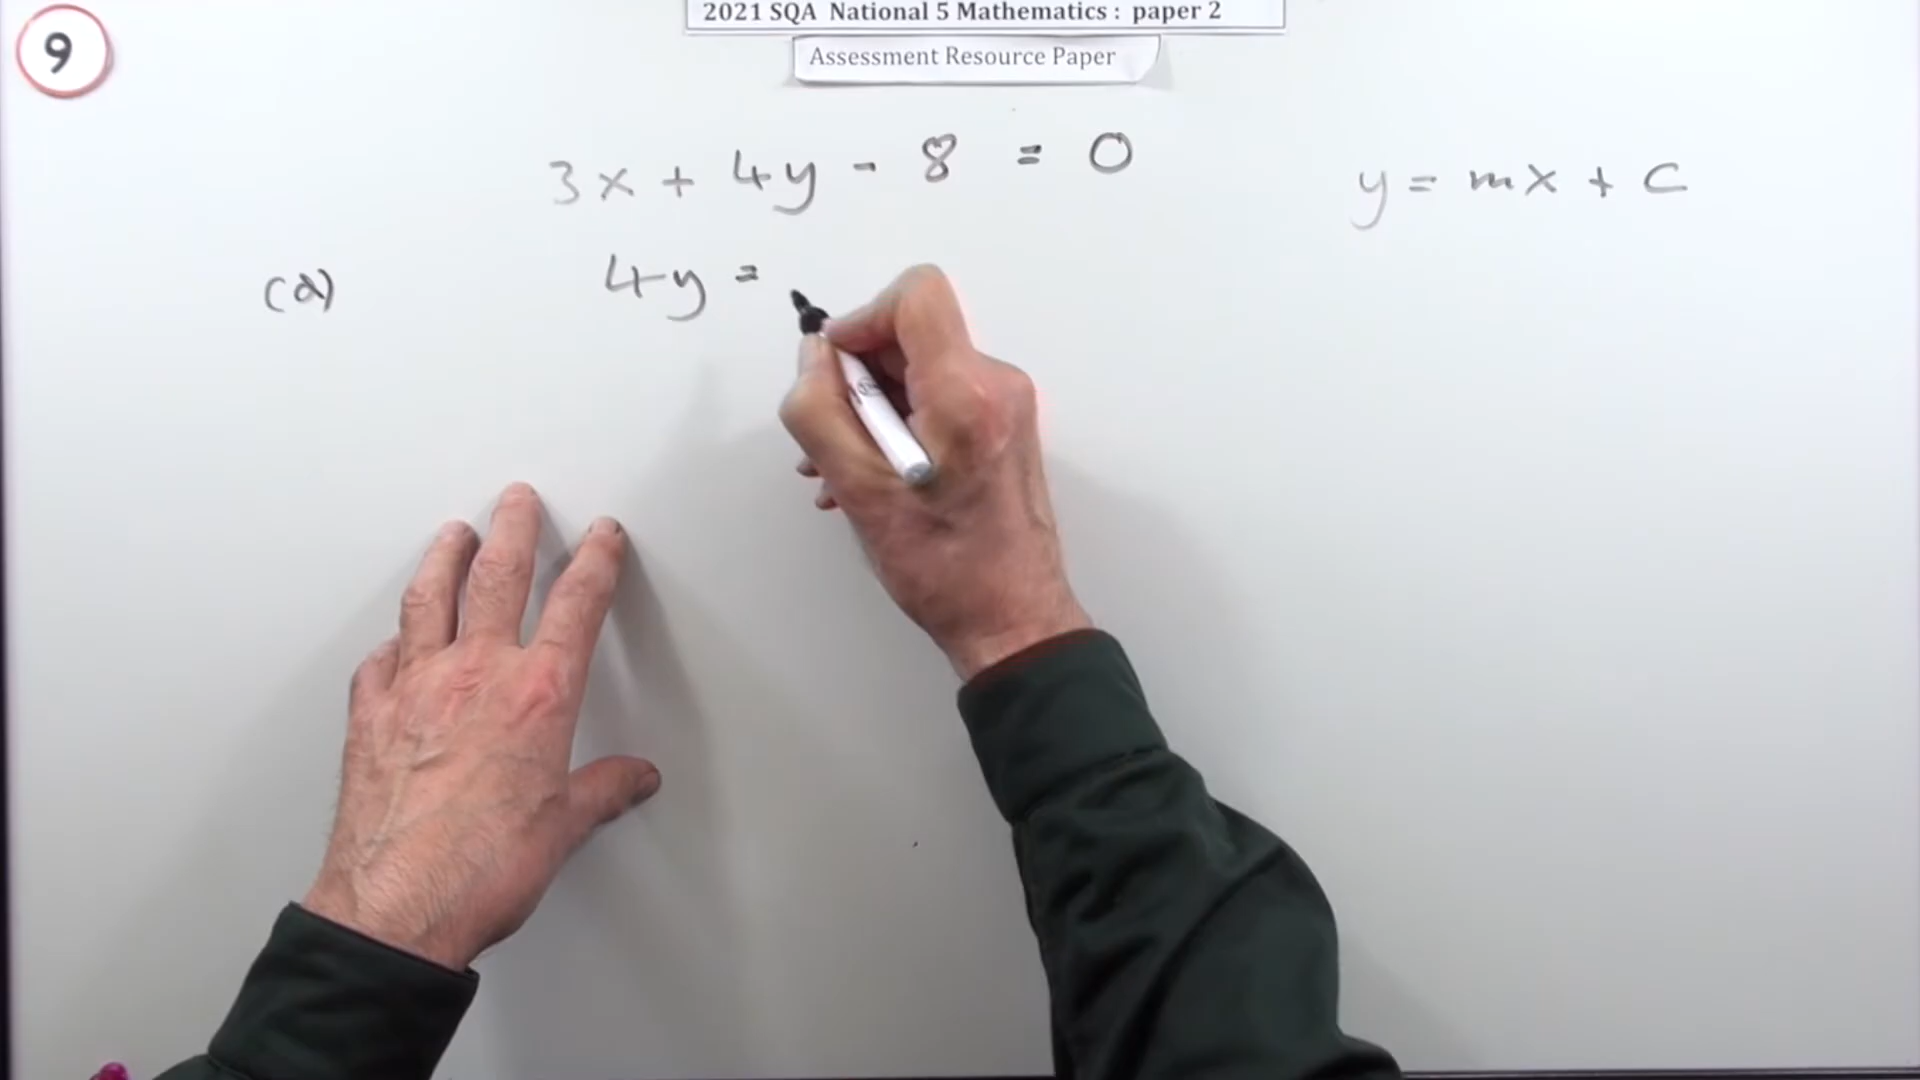 9
2021 SQA National 5 Mathematics : paper 2
Assessment Resource Paper
3x + 4y - 8 = 0
y = mx + c
(a)
4y =